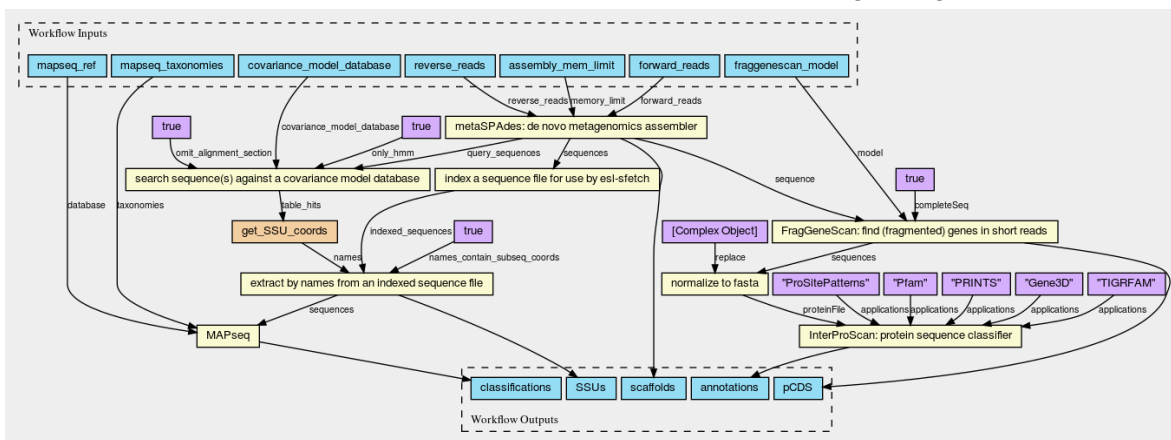 Workflow Inputs
mapseq_ref
mapseq_taxonomies
covariance_model_database
reverse_reads
assembly_mem_limit
forward_reads
fraggenescan_model
reverse_reads
memory_limit
forward_reads
true
covariance_model_database
true
metaSPAdes: de novo metagenomics assembler
omit_alignment_section
only_hmm
query_sequences
sequences
model
search sequence(s) against a covariance model database
index a sequence file for use by esl-sfetch
sequence
true
database
taxonomies
table_hits
completeSeq
get_SSU_coords
indexed_sequences
true
[Complex Object]
FragGeneScan: find (fragmented) genes in short reads
names
names_contain_subseq_coords
replace
sequences
extract by names from an indexed sequence file
normalize to fasta
"ProSitePatterns"
"Pfam"
"PRINTS"
"Gene3D"
"TIGRFAM"
sequences
proteinFile
applications
applications
applications
applications
applications
MAPseq
InterProScan: protein sequence classifier
classifications
SSUs
scaffolds
annotations
pCDS
Workflow Outputs